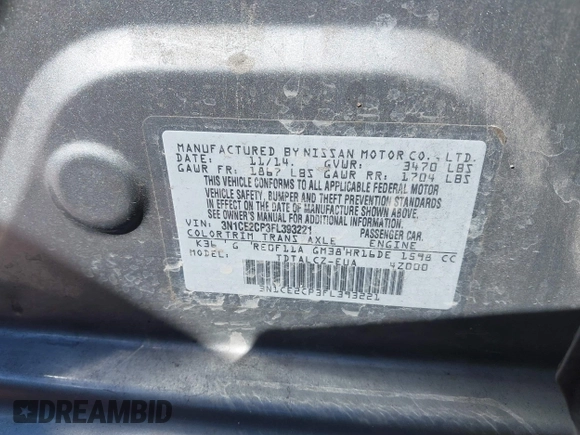 MANUFACTURED BY NISSAN MOTOR CO., LTD.
DATE: 11/14. GVWR: 3470 LBS
GAWR FR: 1867 LBS GAWR RR: 1704 LBS
THIS VEHICLE CONFORMS TO ALL APPLICABLE FEDERAL MOTOR
VEHICLE SAFETY, BUMPER AND THEFT PREVENTION STANDARDS
IN EFFECT ON THE DATE OF MANUFACTURE SHOWN ABOVE.
SEE OWNER'S MANUAL FOR ADDITIONAL INFORMATION.
VIN: 3N1CE2CP3FL393221 PASSENGER CAR.
COLOR TRIM TRANS AXLE ENGINE
K36 G RE0F11A GM38 HR16DE 1598 CC
MODEL: TDTALCZ-EUA 4Z000
3N1CE2CP3FL393221
DREAMBID